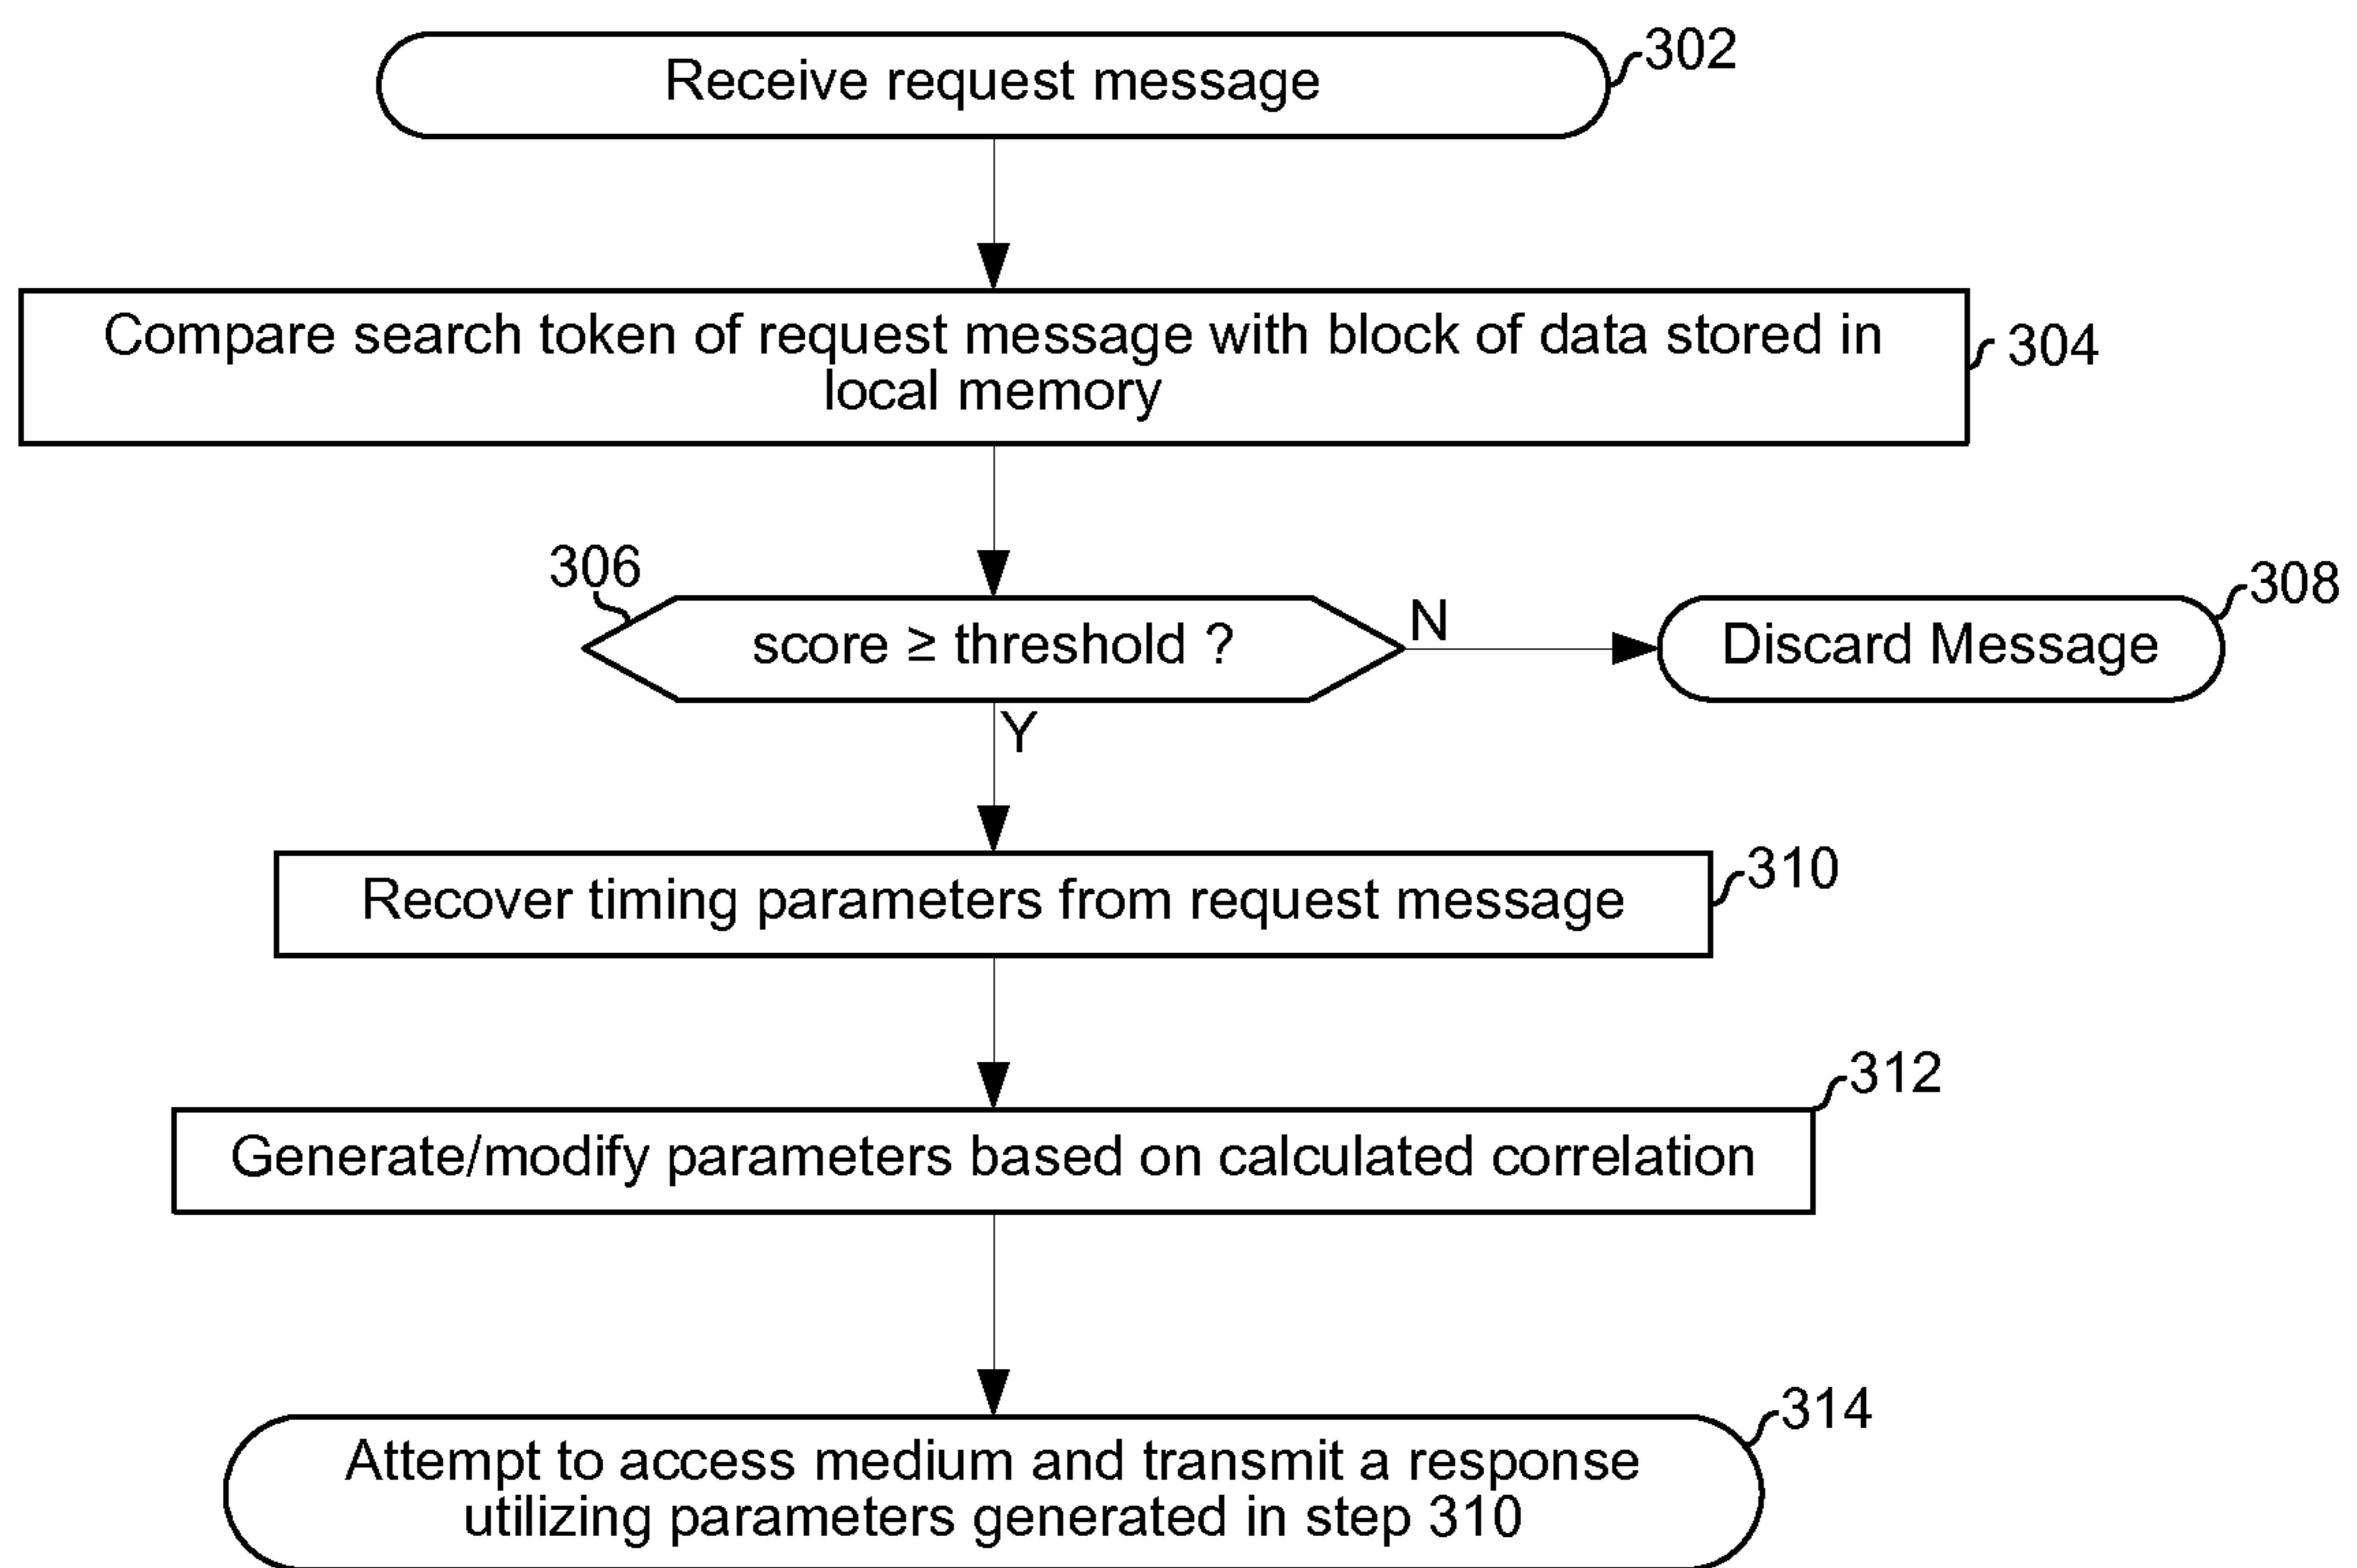 Receive request message
302
Compare search token of request message with block of data stored in
local memory
304
306
score ≥ threshold ?
N
Discard Message
308
Y
Recover timing parameters from request message
310
Generate/modify parameters based on calculated correlation
312
Attempt to access medium and transmit a response
utilizing parameters generated in step 310
314